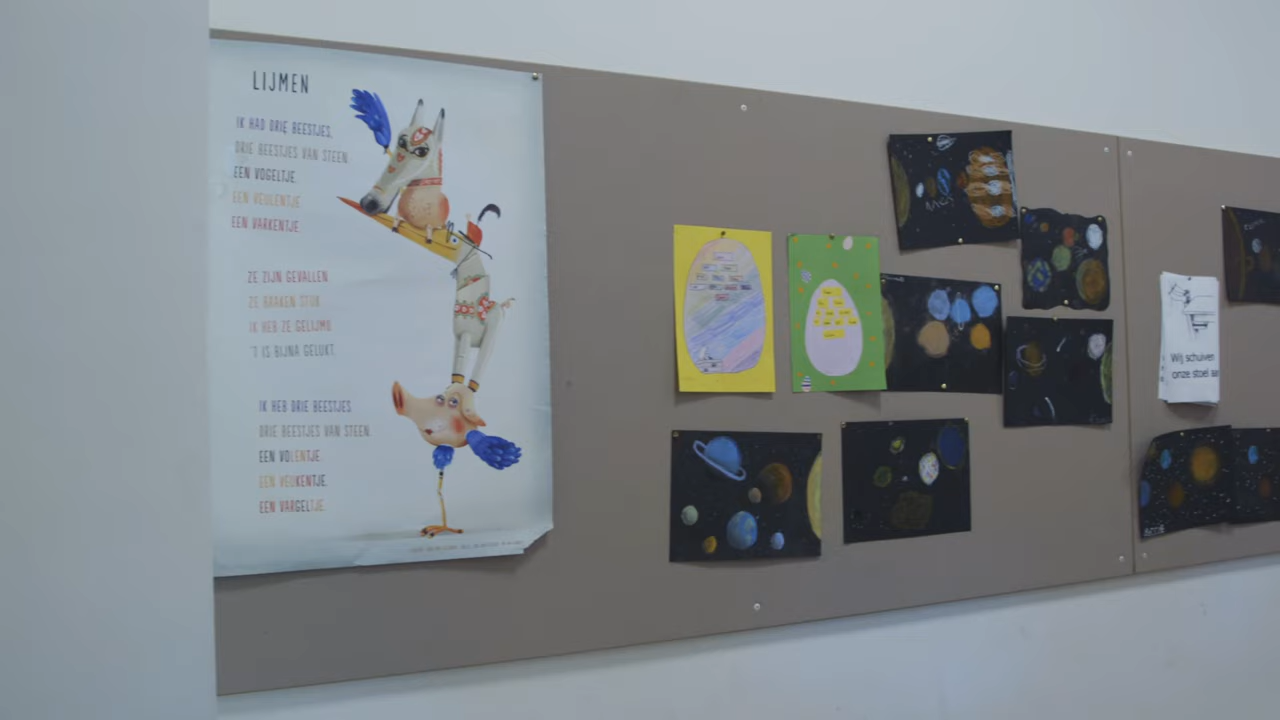 LIJMEN
IK HAD DRIE BEESTJES,
DRIE BEESTJES VAN STEEN
EEN VOGELTJE.
EEN VEULENTJE.
EEN VARKENTJE.
ZE ZIJN GEVALLEN.
ZE BRAKEN STUK.
IK HEB ZE GELIJMD.
'T IS BIJNA GELUKT.
IK HEB DRIE BEESTJES.
DRIE BEESTJES VAN STEEN.
EEN VOLENTJE.
EEN VEUKENTJE.
EEN VARGELTJE.
Wij schuiven
onze stoel aan